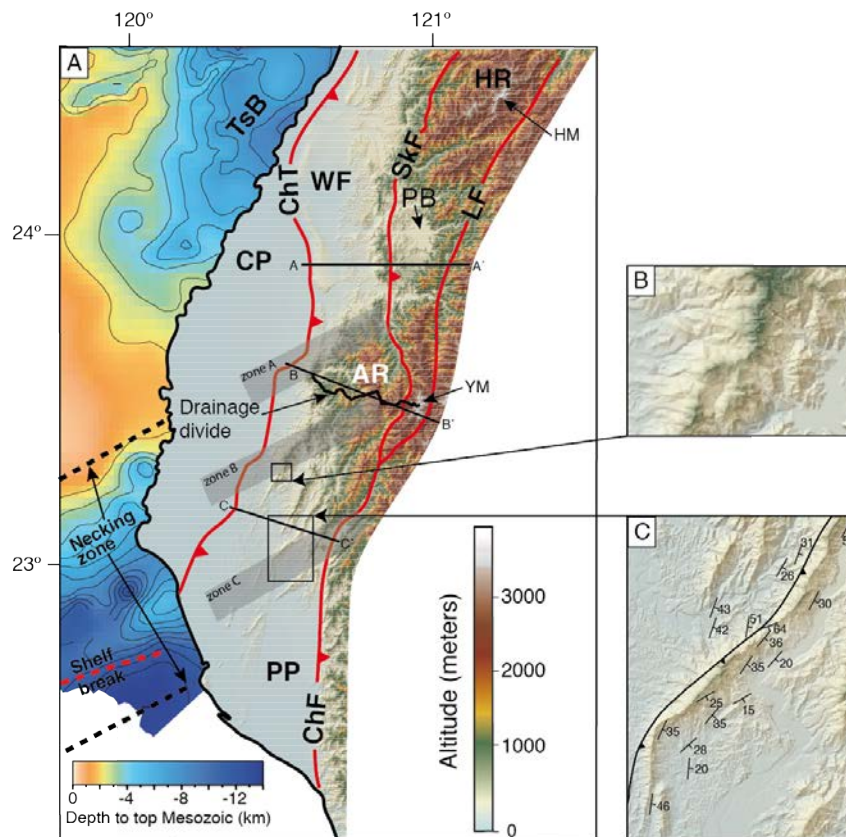 120°
121°
A
B
C
24°
23°
TsB
HR
HM
SkF
WF
ChT
PB
LF
CP
A
A'
zone A
B
AR
YM
B'
Drainage
divide
zone B
C
C'
Necking
zone
zone C
Shelf
break
PP
ChF
0
-4
-8
-12
Depth to top Mesozoic (km)
Altitude (meters)
3000
2000
1000
0
31
26
30
43
42
51
64
36
35
20
25
15
35
35
28
20
46